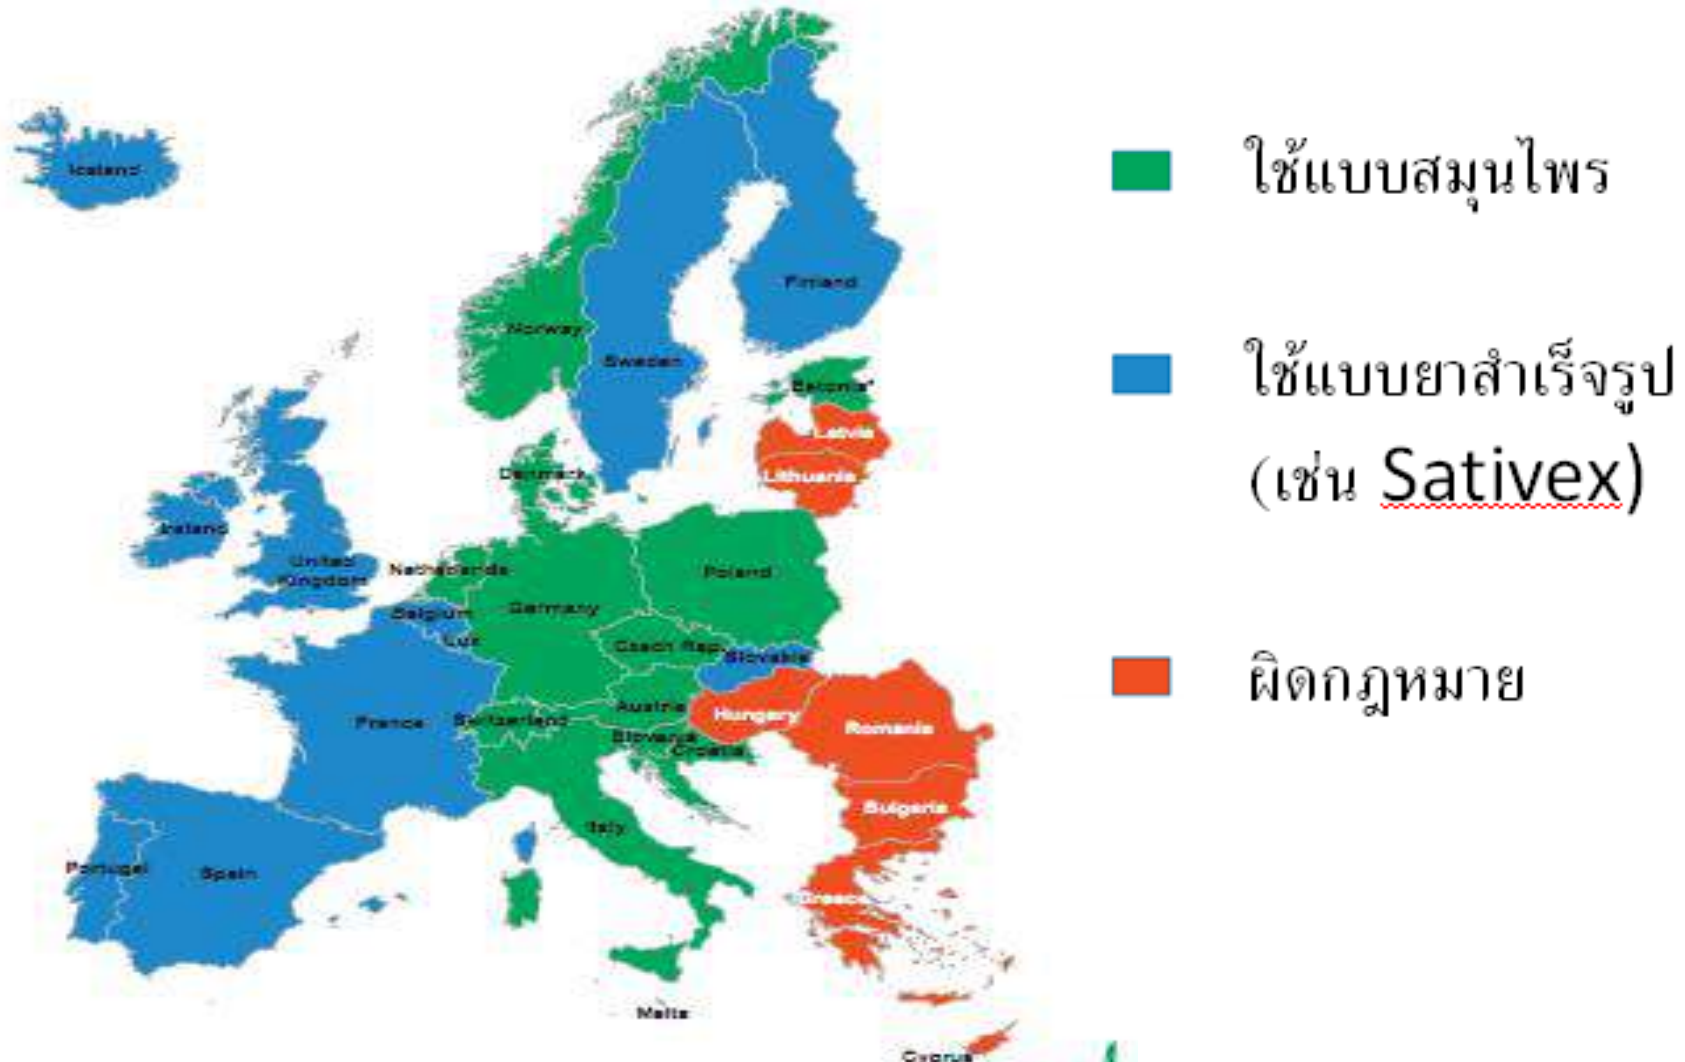 Iceland
Norway
Sweden
Finland
Estonia*
Latvia
Lithuania
Denmark
Ireland
United
Kingdom
Netherlands
Belgium
Lux
Germany
Poland
Czech Rep.
Slovakia
Austria
Hungary
Switzerland
Slovenia
Croatia
France
Romania
Bulgaria
Italy
Portugal
Spain
Greece
Malta
Cyprus
ใช้แบบสมุนไพร
ใช้แบบยาสำเร็จรูป
(เช่น Sativex)
ผิดกฎหมาย